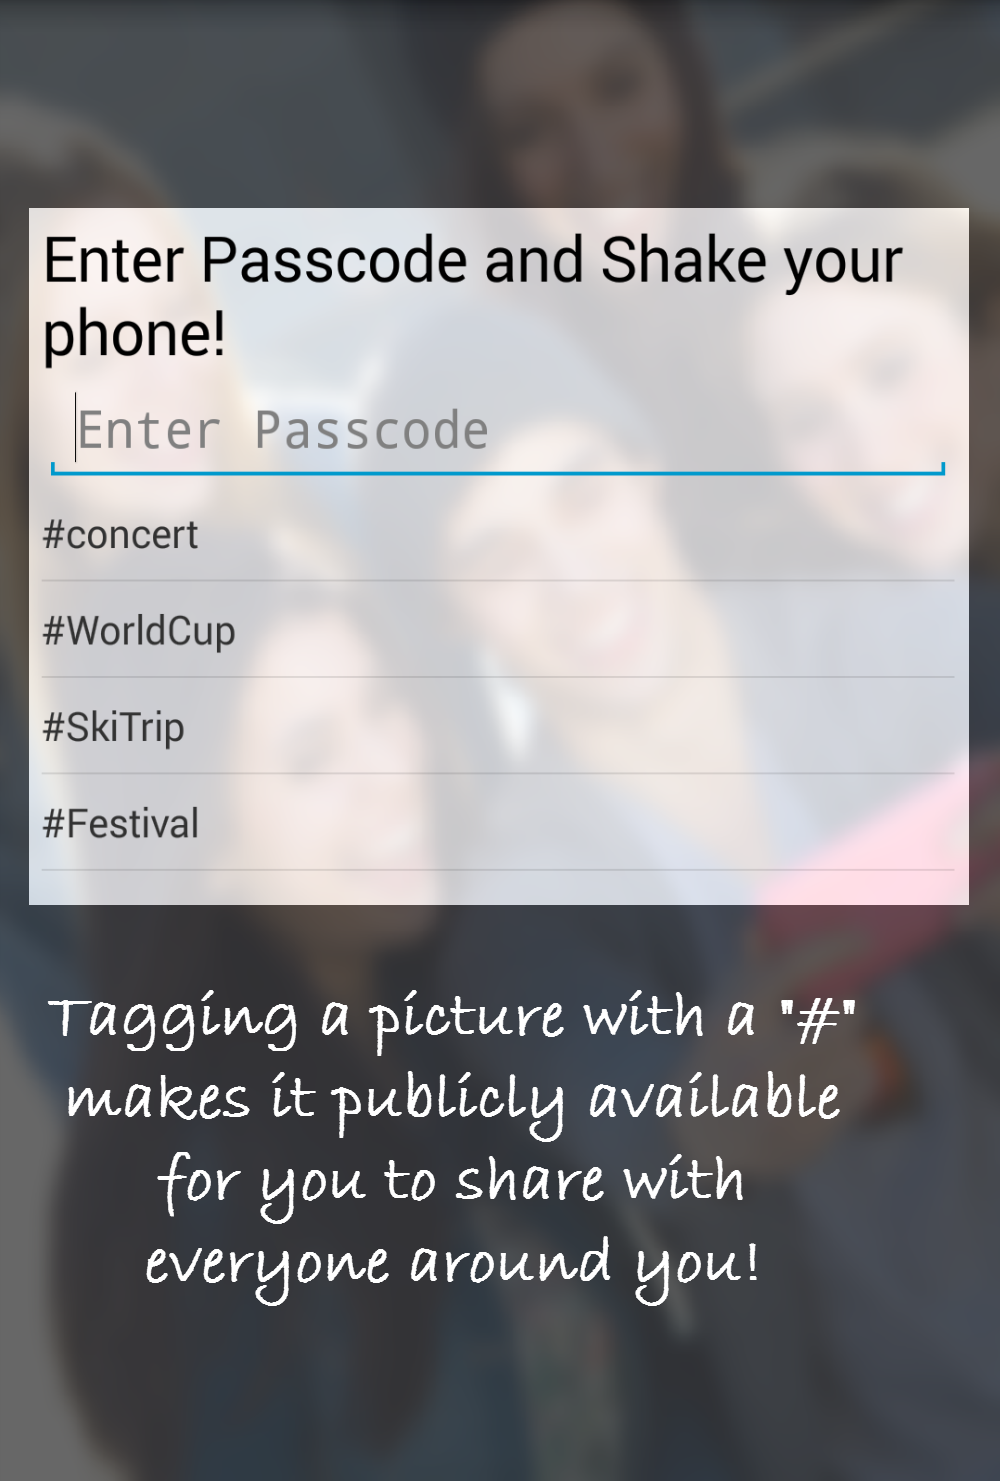 Enter Passcode and Shake your
phone!
Enter Passcode
#concert
#WorldCup
#SkiTrip
#Festival
Tagging a picture with a "#"
makes it publicly available
for you to share with
everyone around you!